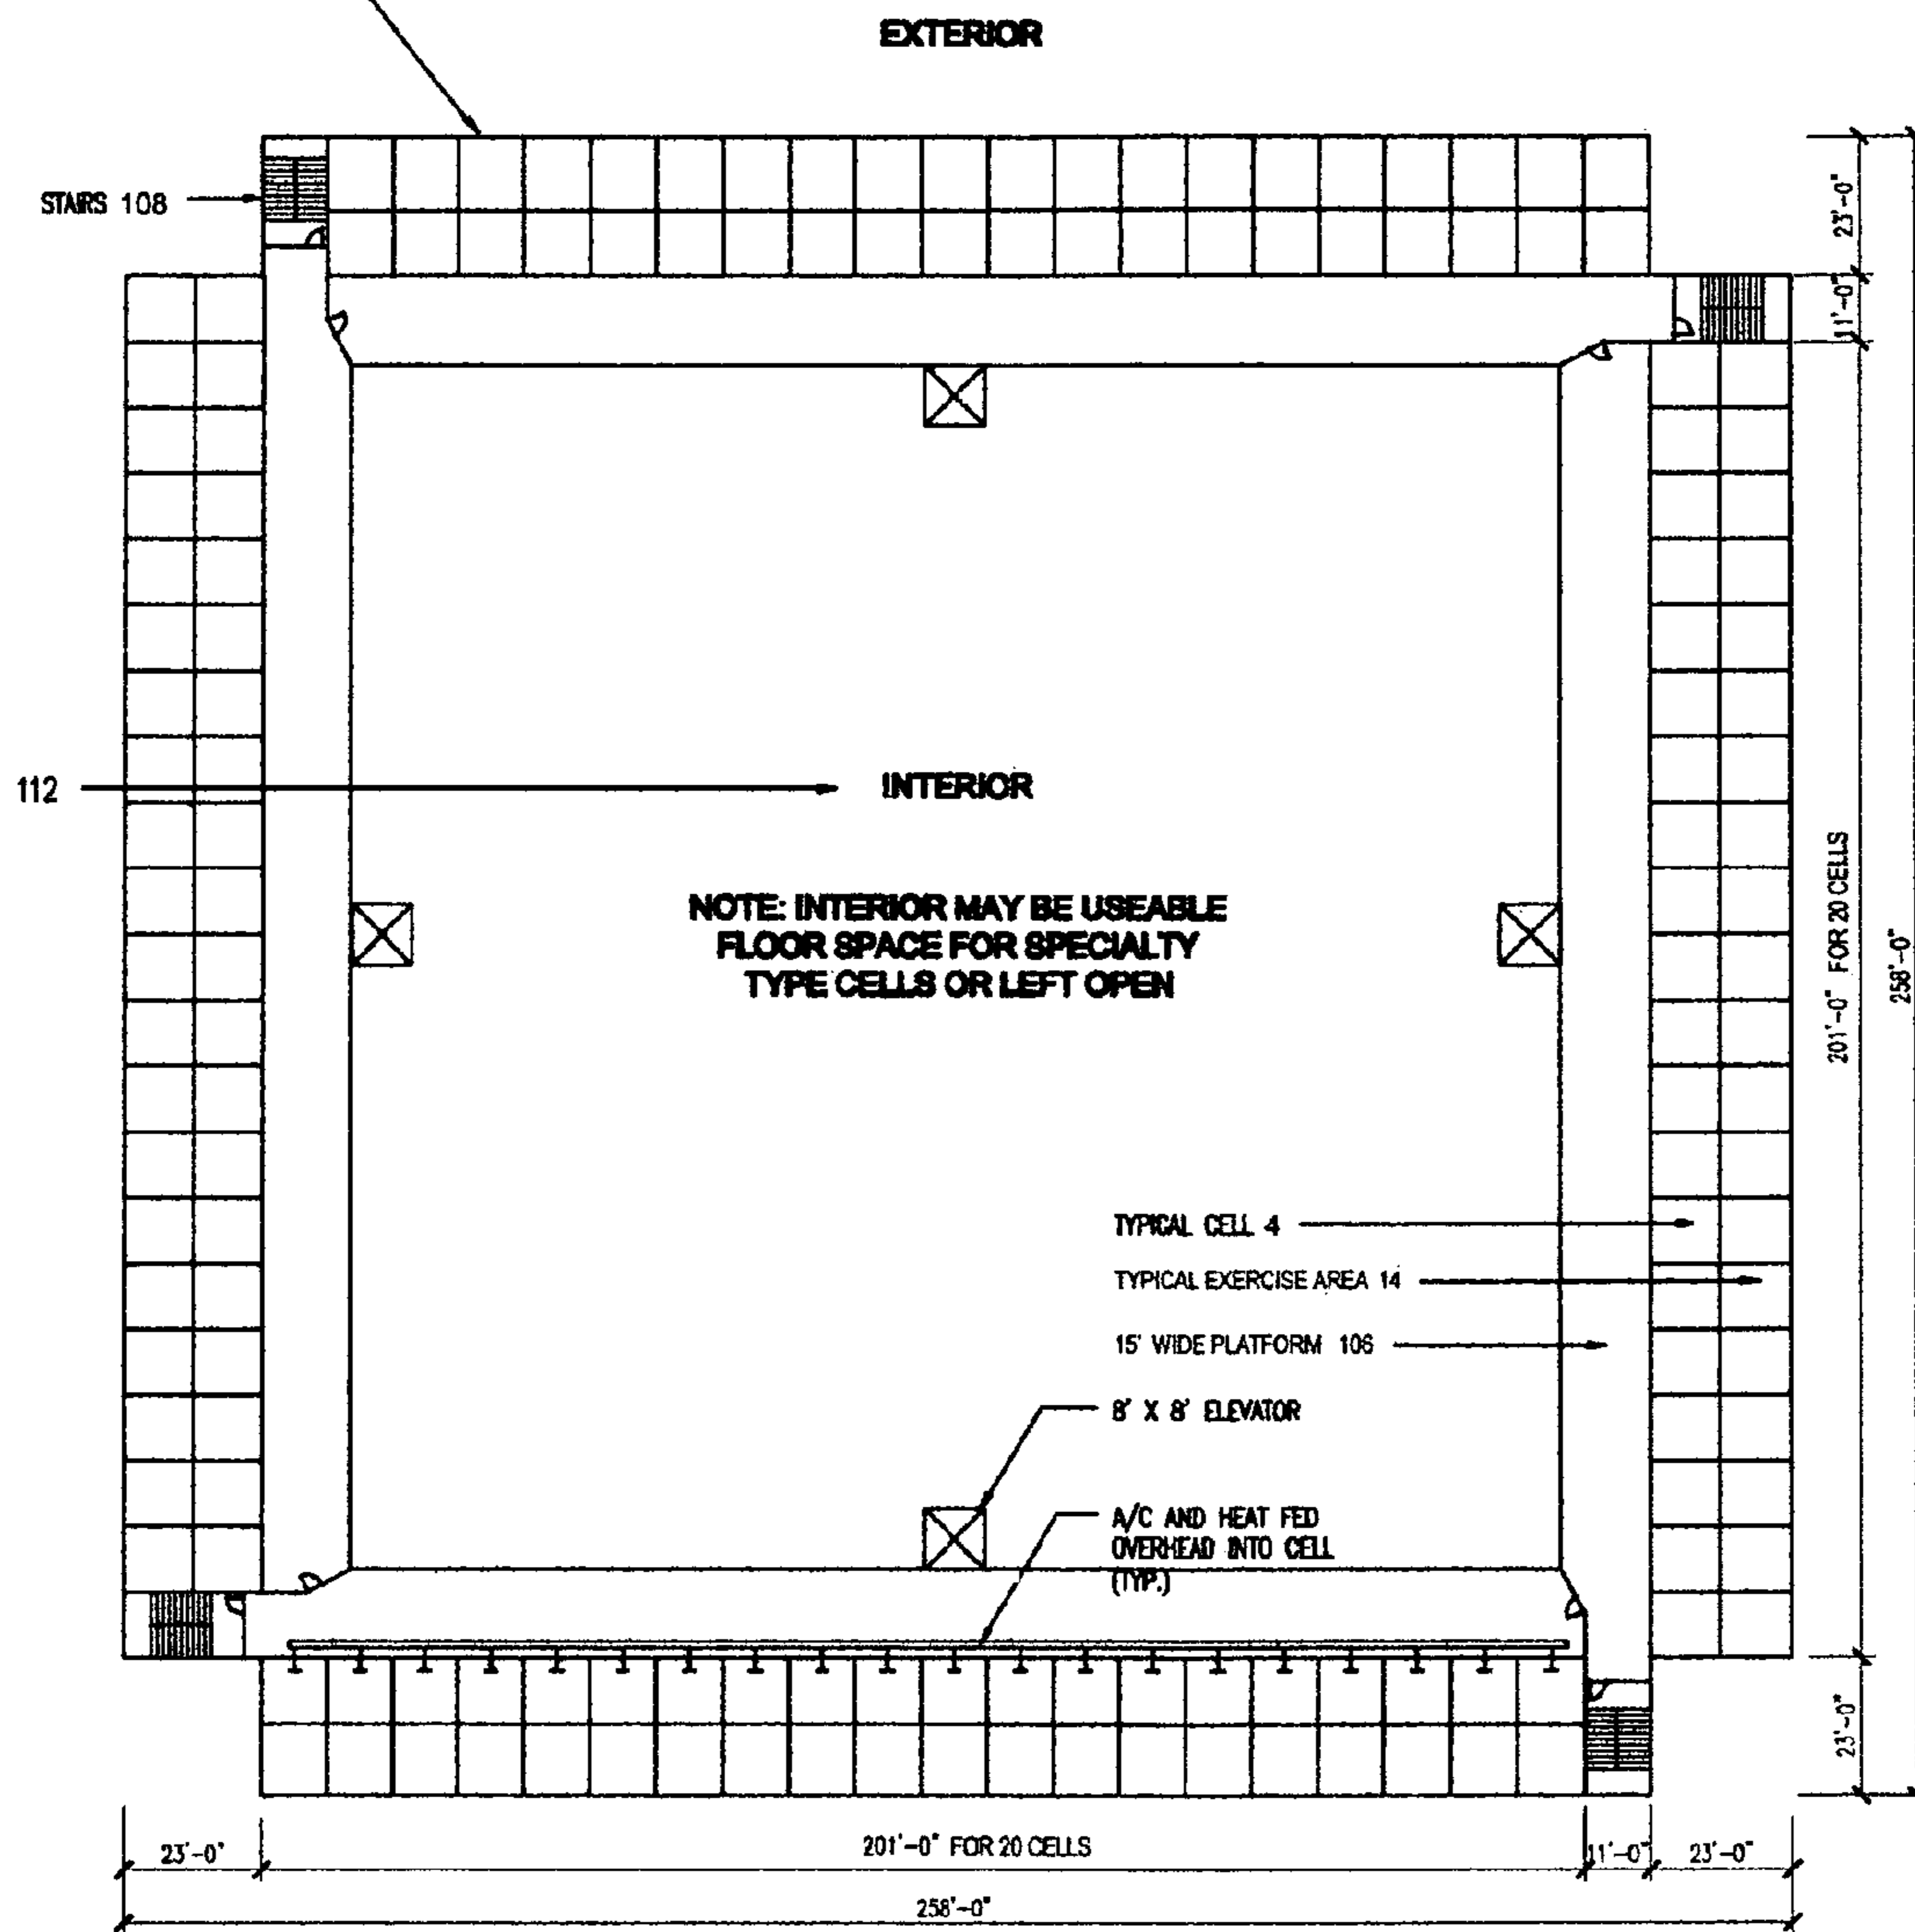 EXTERIOR
STAIRS 108
23'-0"
11'-0"
112
INTERIOR
NOTE: INTERIOR MAY BE USEABLE
FLOOR SPACE FOR SPECIALTY
TYPE CELLS OR LEFT OPEN
201'-0" FOR 20 CELLS
258'-0"
TYPICAL CELL 4
TYPICAL EXERCISE AREA 14
15' WIDE PLATFORM 106
8' X 8' ELEVATOR
A/C AND HEAT FED
OVERHEAD INTO CELL
(TYP.)
23'-0"
23'-0"
201'-0" FOR 20 CELLS
11'-0"
23'-0"
258'-0"